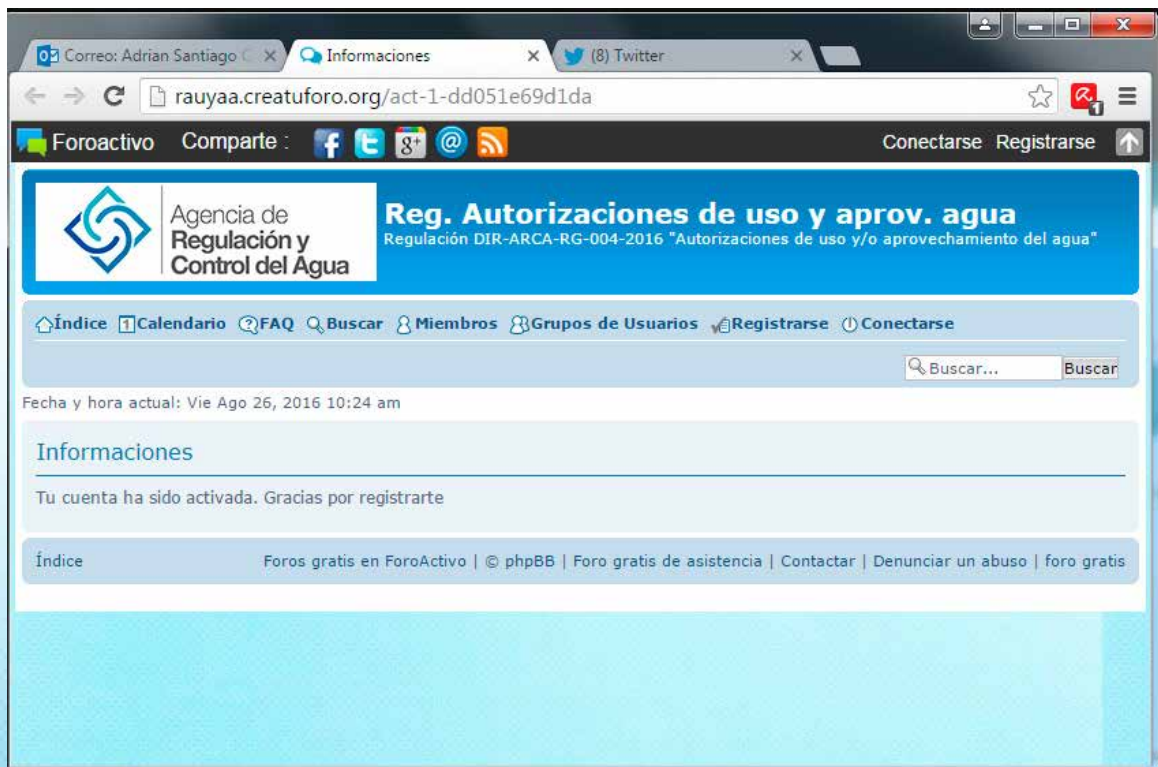 Correo: Adrian Santiago
Informaciones
(8) Twitter
rauyaa.creatuforo.org/act-1-dd051e69d1da
1
Foroactivo Comparte : Conectarse Registrarse
Agencia de
Regulación y
Control del Agua
Reg. Autorizaciones de uso y aprov. agua
Regulación DIR-ARCA-RG-004-2016 "Autorizaciones de uso y/o aprovechamiento del agua"
Índice Calendario FAQ Buscar Miembros Grupos de Usuarios Registrarse Conectarse
Buscar... Buscar
Fecha y hora actual: Vie Ago 26, 2016 10:24 am
Informaciones
Tu cuenta ha sido activada. Gracias por registrarte
Índice Foros gratis en ForoActivo | © phpBB | Foro gratis de asistencia | Contactar | Denunciar un abuso | foro gratis